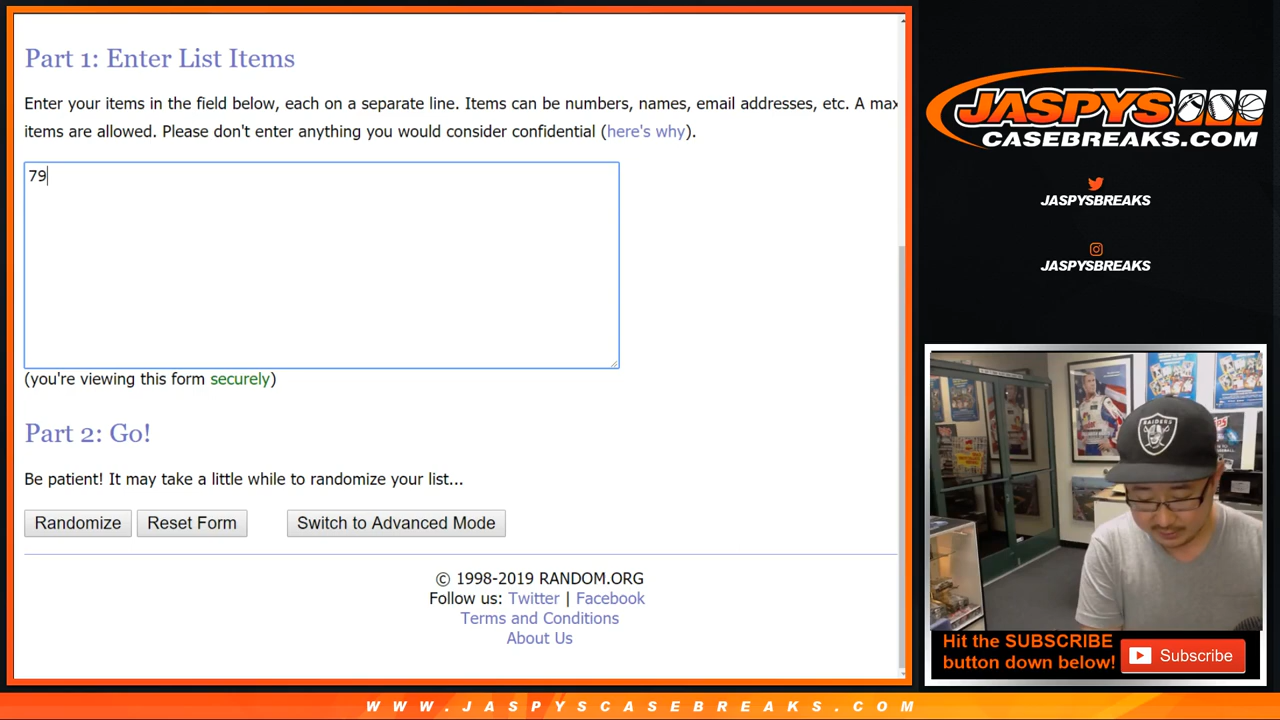 Part 1: Enter List Items
Enter your items in the field below, each on a separate line. Items can be numbers, names, email addresses, etc. A max
items are allowed. Please don't enter anything you would consider confidential (here's why).
79
(you're viewing this form securely)
Part 2: Go!
Be patient! It may take a little while to randomize your list...
Randomize Reset Form Switch to Advanced Mode
© 1998-2019 RANDOM.ORG
Follow us: Twitter | Facebook
Terms and Conditions
About Us
JASPYS
CASEBREAKS.COM
JASPYSBREAKS
JASPYSBREAKS
RAIDERS
Hit the SUBSCRIBE
button down below!
Subscribe
WWW.JASPYSCASEBREAKS.COM